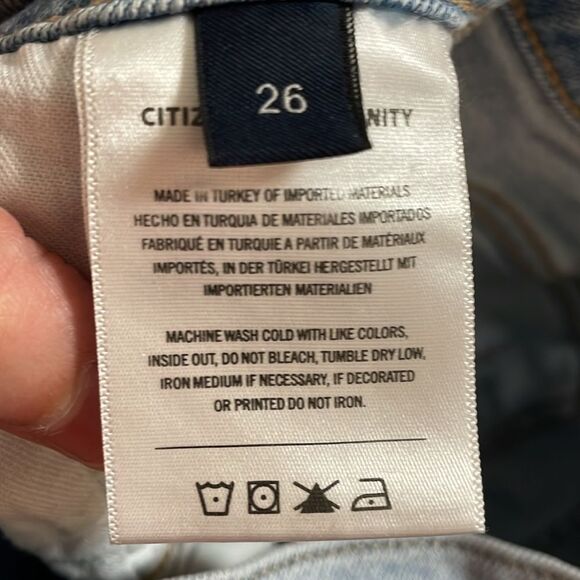 26
CITIZ NITY
MADE IN TURKEY OF IMPORTED MATERIALS
HECHO EN TURQUIA DE MATERIALES IMPORTADOS
FABRIQUÉ EN TURQUIE A PARTIR DE MATÉRIAUX
IMPORTÉS, IN DER TÜRKEI HERGESTELLT MIT
IMPORTIERTEN MATERIALIEN
MACHINE WASH COLD WITH LIKE COLORS,
INSIDE OUT, DO NOT BLEACH, TUMBLE DRY LOW,
IRON MEDIUM IF NECESSARY, IF DECORATED
OR PRINTED DO NOT IRON.